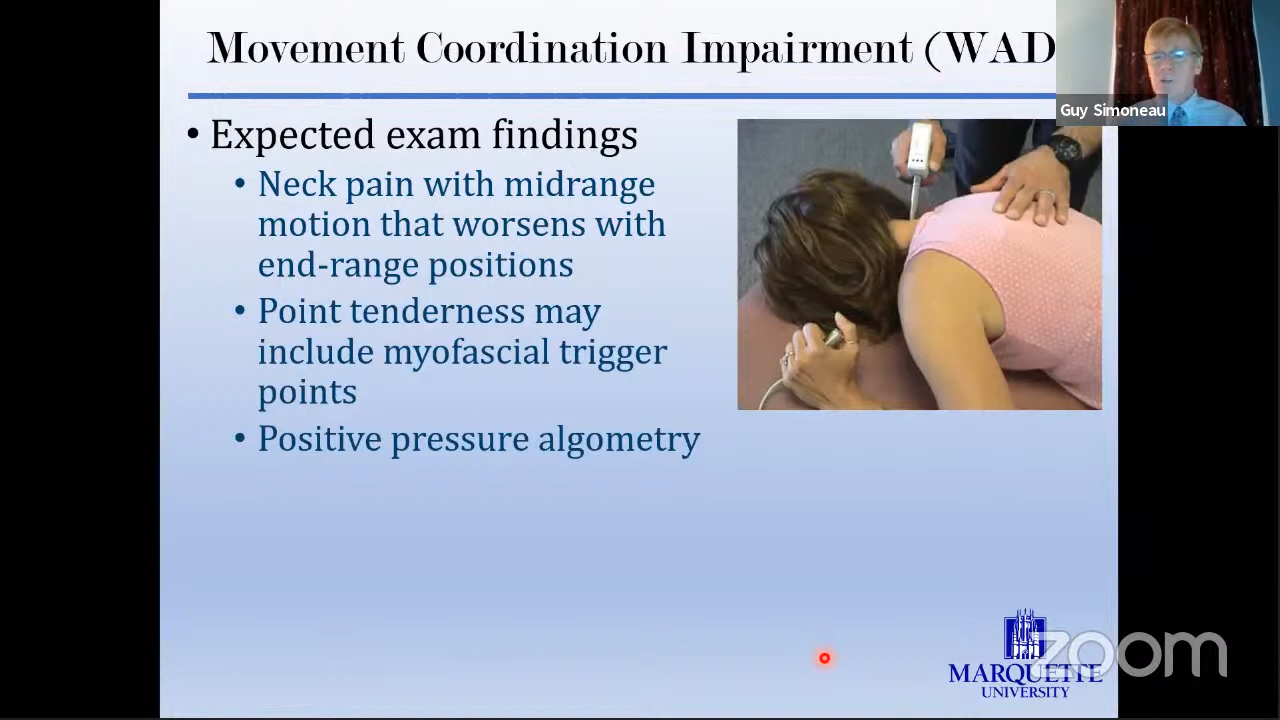 Movement Coordination Impairment (WAD
Guy Simoneau
• Expected exam findings
• Neck pain with midrange
motion that worsens with
end-range positions
• Point tenderness may
include myofascial trigger
points
• Positive pressure algometry
zoom
MARQUETTE
UNIVERSITY